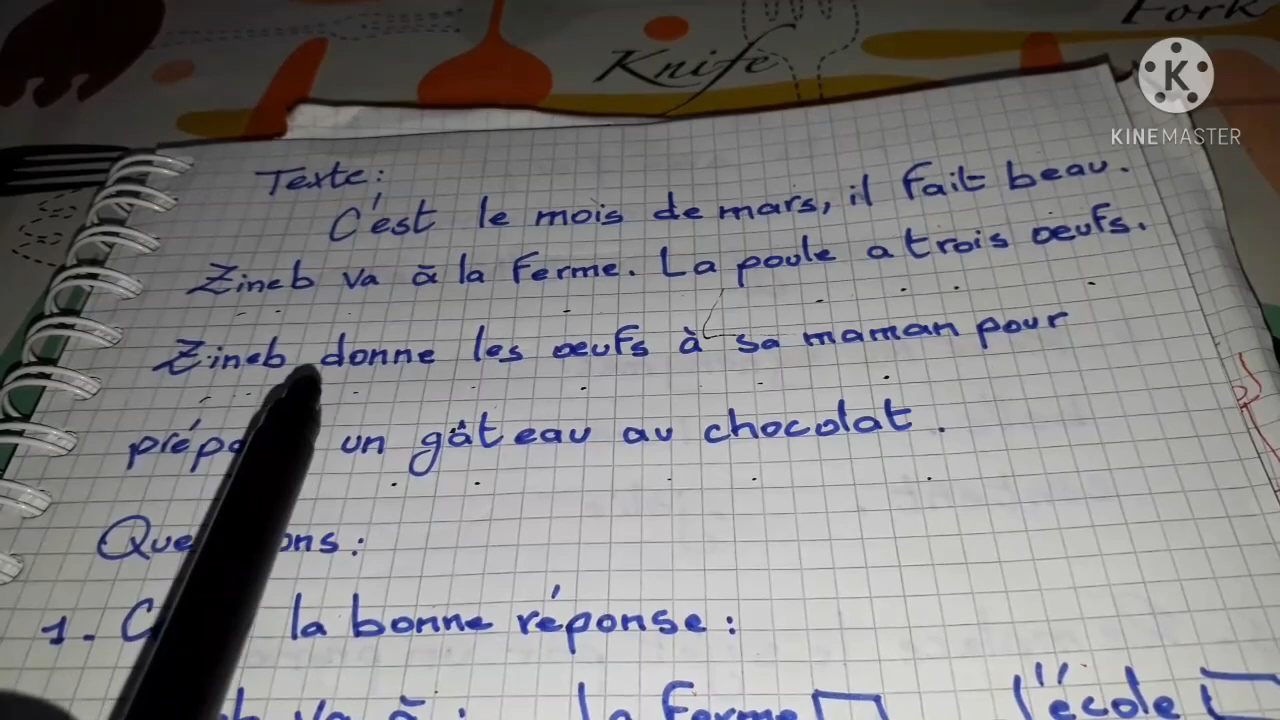 Fork
Knife
KINEMASTER
Texte:
C'est le mois de mars, il fait beau.
Zineb va à la ferme. La poule a trois oeufs.
Zineb donne les oeufs à sa maman pour
un gâteau au chocolat.
1. la bonne réponse:
va à: la ferme l'école